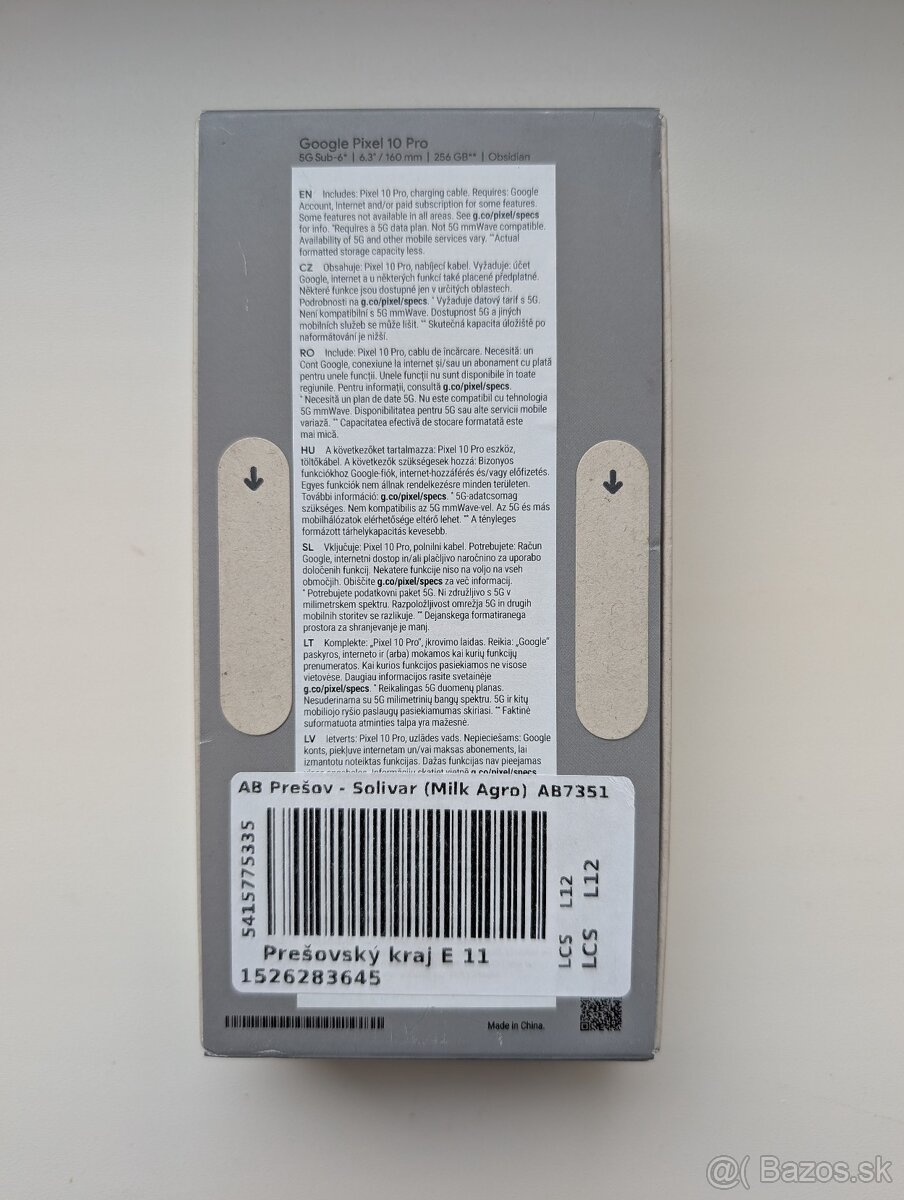 Google Pixel 10 Pro
5G Sub-6* | 6.3" / 160 mm | 256 GB** | Obsidian
EN Includes: Pixel 10 Pro, charging cable. Requires: Google
Account, Internet and/or paid subscription for some features.
Some features not available in all areas. See g.co/pixel/specs
for info. *Requires a 5G data plan. Not 5G mmWave compatible.
Availability of 5G and other mobile services vary. **Actual
formatted storage capacity less.
CZ Obsahuje: Pixel 10 Pro, nabíjecí kabel. Vyžaduje: účet
Google, internet a u některých funkcí také placené předplatné.
Některé funkce jsou dostupné jen v určitých oblastech.
Podrobnosti na g.co/pixel/specs. * Vyžaduje datový tarif s 5G.
Není kompatibilní s 5G mmWave. Dostupnost 5G a jiných
mobilních služeb se může lišit. ** Skutečná kapacita úložiště po
naformátování je nižší.
RO Include: Pixel 10 Pro, cablu de încărcare. Necesită: un
Cont Google, conexiune la internet și/sau un abonament cu plată
pentru unele funcții. Unele funcții nu sunt disponibile în toate
regiunile. Pentru informații, consultă g.co/pixel/specs.
* Necesită un plan de date 5G. Nu este compatibil cu tehnologia
5G mmWave. Disponibilitatea pentru 5G sau alte servicii mobile
variază. ** Capacitatea efectivă de stocare formatată este
mai mică.
HU A következőket tartalmazza: Pixel 10 Pro eszköz,
töltőkábel. A következők szükségesek hozzá: Bizonyos
funkciókhoz Google-fiók, internet-hozzáférés és/vagy előfizetés.
Egyes funkciók nem állnak rendelkezésre minden területen.
További információ: g.co/pixel/specs. * 5G-adatcsomag
szükséges. Nem kompatibilis az 5G mmWave-vel. Az 5G és más
mobilhálózatok elérhetősége eltérő lehet. ** A tényleges
formázott tárhelykapacitás kevesebb.
SL Vključuje: Pixel 10 Pro, polnilni kabel. Potrebujete: Račun
Google, internetni dostop in/ali plačljivo naročnino za uporabo
določenih funkcij. Nekatere funkcije niso na voljo na vseh
območjih. Obiščite g.co/pixel/specs za več informacij.
* Potrebujete podatkovni paket 5G. Ni združljivo s 5G v
milimetrskem spektru. Razpoložljivost omrežja 5G in drugih
mobilnih storitev se razlikuje. ** Dejanskega formatiranega
prostora za shranjevanje je manj.
LT Komplekte: „Pixel 10 Pro", įkrovimo laidas. Reikia: „Google"
paskyros, interneto ir (arba) mokamos kai kurių funkcijų
prenumeratos. Kai kurios funkcijos pasiekiamos ne visose
vietovėse. Daugiau informacijos rasite svetainėje
g.co/pixel/specs. * Reikalingas 5G duomenų planas.
Nesuderinama su 5G milimetrinių bangų spektru. 5G ir kitų
mobiliojo ryšio paslaugų pasiekiamumas skiriasi. ** Faktinė
suformatuota atminties talpa yra mažesnė.
LV Ietverts: Pixel 10 Pro, uzlādes vads. Nepieciešams: Google
konts, piekļuve internetam un/vai maksas abonements, lai
izmantotu noteiktas funkcijas. Dažas funkcijas nav pieejamas
g.co/pixel/specs
AB Prešov - Solivar (Milk Agro) AB7351
5415775335
LCS L12
LCS L12
Prešovský kraj E 11
1526283645
Made in China.
@( Bazos.sk